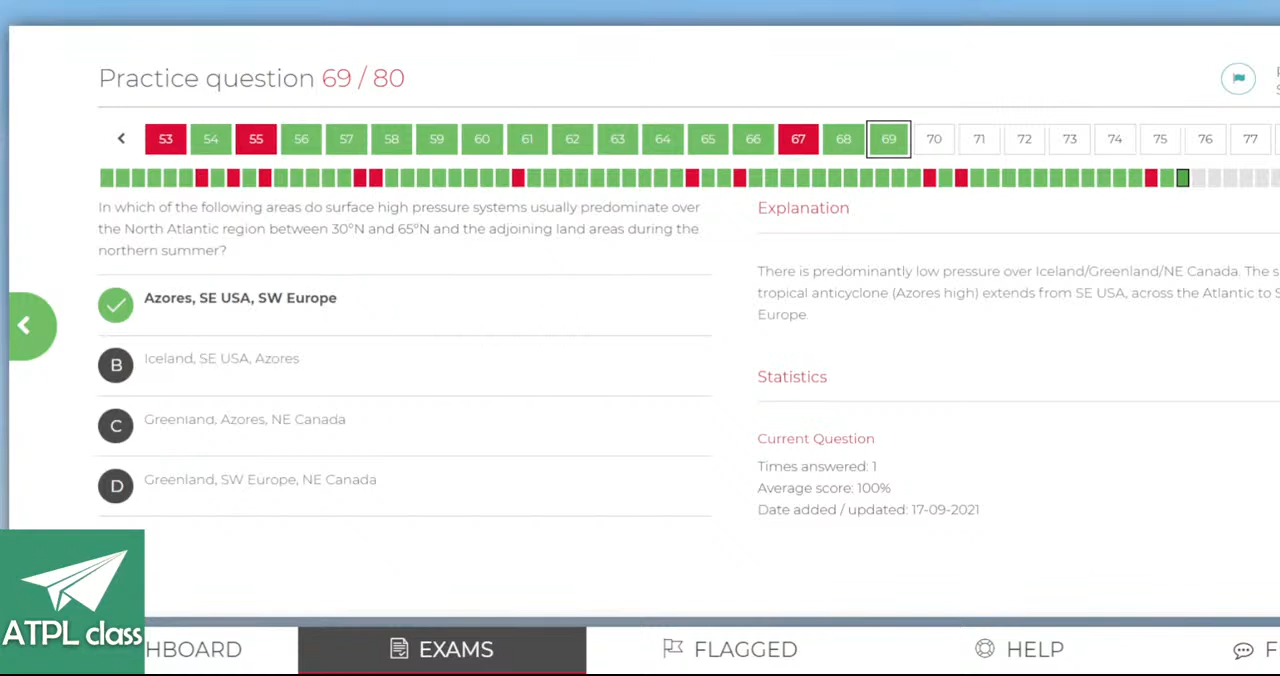 Practice question 69 / 80
53 54 55 56 57 58 59 60 61 62 63 64 65 66 67 68 69 70 71 72 73 74 75 76 77
In which of the following areas do surface high pressure systems usually predominate over
the North Atlantic region between 30°N and 65°N and the adjoining land areas during the
northern summer?
Azores, SE USA, SW Europe
B Iceland, SE USA, Azores
C Greenland, Azores, NE Canada
D Greenland, SW Europe, NE Canada
Explanation
There is predominantly low pressure over Iceland/Greenland/NE Canada. The s
tropical anticyclone (Azores high) extends from SE USA, across the Atlantic to S
Europe.
Statistics
Current Question
Times answered: 1
Average score: 100%
Date added / updated: 17-09-2021
ATPL class
HBOARD
EXAMS
FLAGGED
HELP
F